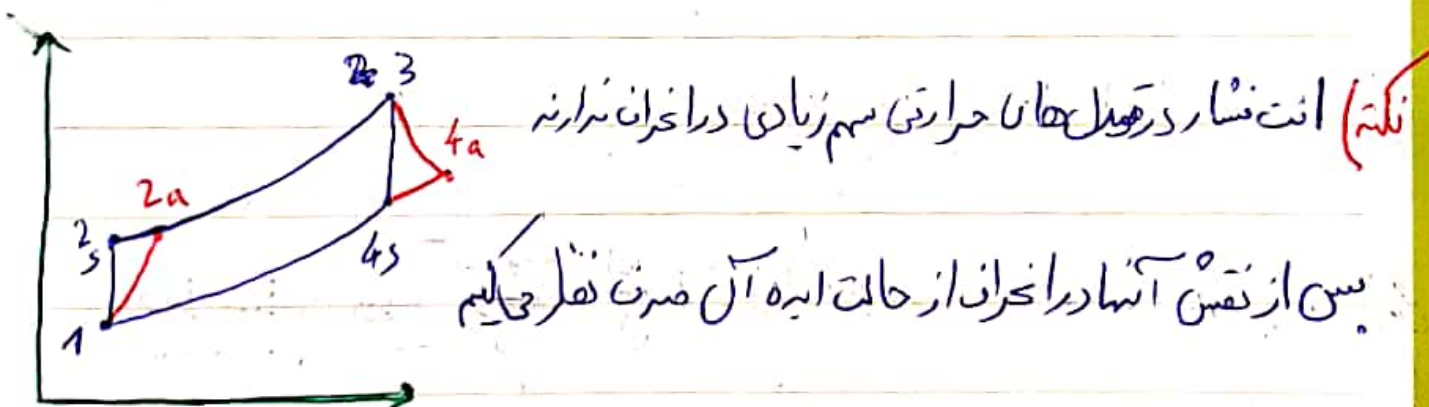 نکته) افت فشار در مبدل های حرارتی سهم زیادی در انحراف ندارند
پس از نقش آنها در انحراف از حالت ایده آل صرف نظر می کنیم
3
4a
2a
2s
4s
1